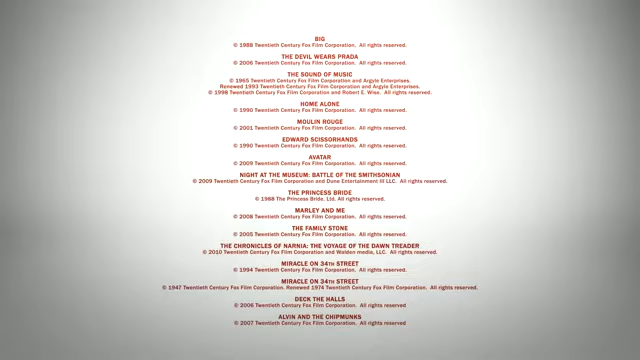 BIG
© 1988 Twentieth Century Fox Film Corporation. All rights reserved.
THE DEVIL WEARS PRADA
© 2006 Twentieth Century Fox Film Corporation. All rights reserved.
THE SOUND OF MUSIC
© 1965 Twentieth Century Fox Film Corporation and Argyle Enterprises.
Renewed 1993 Twentieth Century Fox Film Corporation and Argyle Enterprises.
© 1998 Twentieth Century Fox Film Corporation and Robert E. Wise. All rights reserved.
HOME ALONE
© 1990 Twentieth Century Fox Film Corporation. All rights reserved.
MOULIN ROUGE
© 2001 Twentieth Century Fox Film Corporation. All rights reserved.
EDWARD SCISSORHANDS
© 1990 Twentieth Century Fox Film Corporation. All rights reserved.
AVATAR
© 2009 Twentieth Century Fox Film Corporation. All rights reserved.
NIGHT AT THE MUSEUM: BATTLE OF THE SMITHSONIAN
© 2009 Twentieth Century Fox Film Corporation and Dune Entertainment III LLC. All rights reserved.
THE PRINCESS BRIDE
© 1988 The Princess Bride, Ltd. All rights reserved.
MARLEY AND ME
© 2008 Twentieth Century Fox Film Corporation. All rights reserved.
THE FAMILY STONE
© 2005 Twentieth Century Fox Film Corporation. All rights reserved.
THE CHRONICLES OF NARNIA: THE VOYAGE OF THE DAWN TREADER
© 2010 Twentieth Century Fox Film Corporation and Walden media, LLC. All rights reserved.
MIRACLE ON 34TH STREET
© 1994 Twentieth Century Fox Film Corporation. All rights reserved.
MIRACLE ON 34TH STREET
© 1947 Twentieth Century Fox Film Corporation. Renewed 1974 Twentieth Century Fox Film Corporation. All rights reserved.
DECK THE HALLS
© 2006 Twentieth Century Fox Film Corporation. All rights reserved
ALVIN AND THE CHIPMUNKS
© 2007 Twentieth Century Fox Film Corporation. All rights reserved